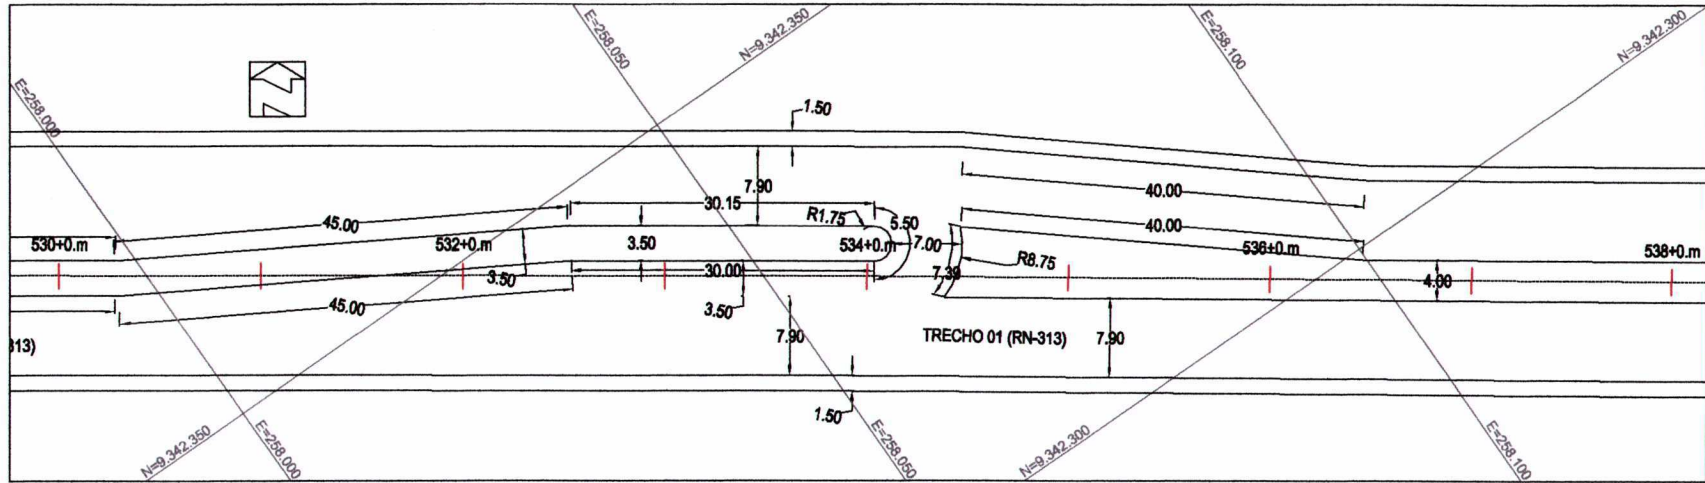 E=258.050
N=9.342.350
E=258.100
N=9.342.300
E=258.000
1.50
7.90
40.00
30.15
45.00
R1.75
5.50
40.00
530+0.m
532+0.m
3.50
534+0.m
7.00
536+0.m
538+0.m
R8.75
30.00
7,39
3.50
4.00
45.00
3.50
7.90
TRECHO 01 (RN-313)
7.90
313)
1.50
N=9.342.350
E=258.000
E=258.050
N=9.342.300
E=258.100